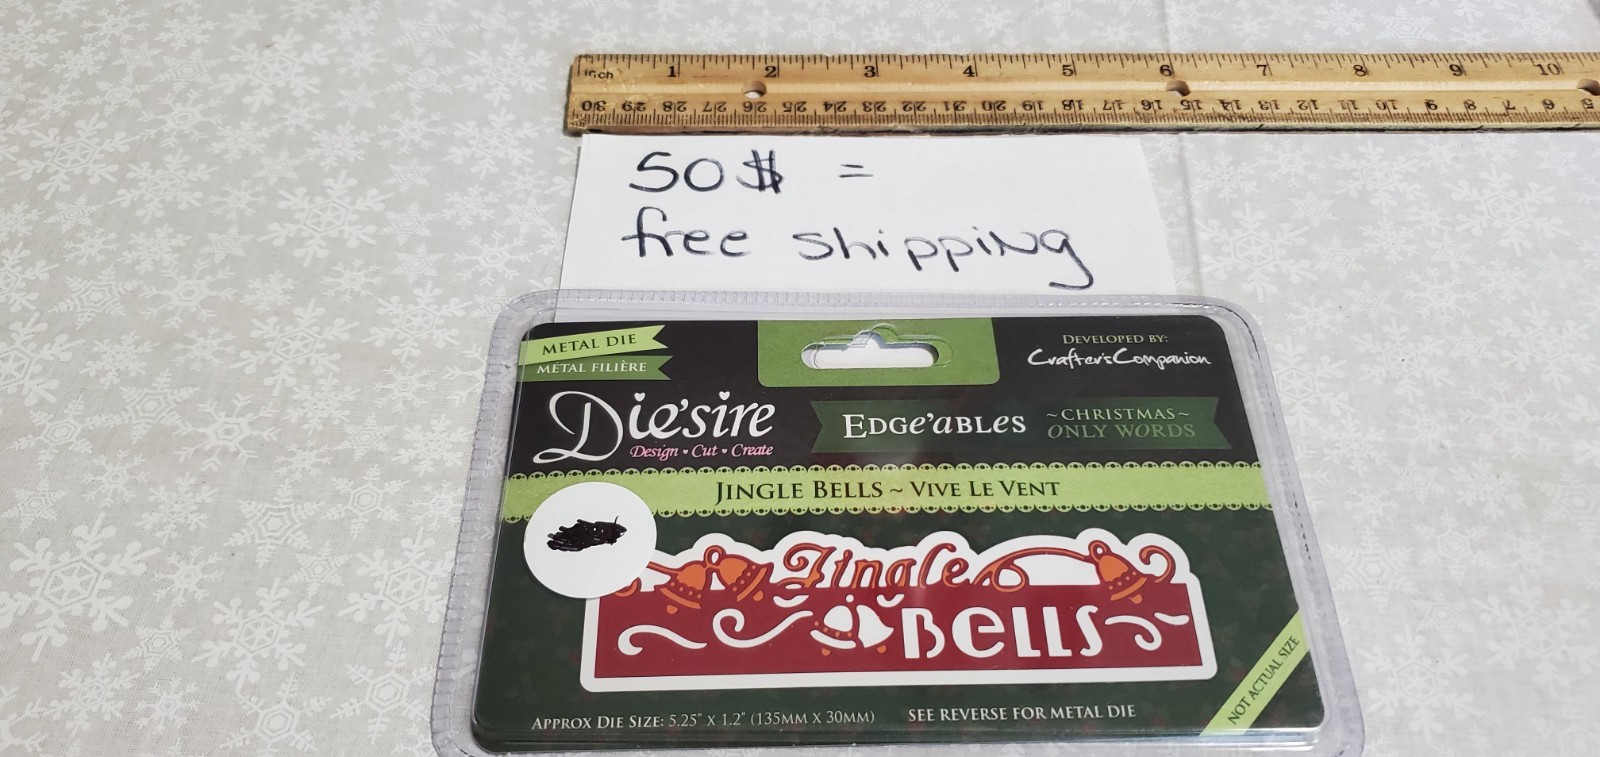 inch 1 2 3 4 5 6 7 8 9 10
30 29 28 27 26 25 24 23 22 21 20 19 18 17 16 15 14 13 12 11 10 9 8 7 6 5
50$ =
free shipping
METAL DIE
METAL FILIÈRE
DEVELOPED BY:
Crafter's Companion
Die'sire
Design • Cut • Create
EDGE'ABLES
~CHRISTMAS~
ONLY WORDS
JINGLE BELLS ~ VIVE LE VENT
Jingle
BELLS
NOT ACTUAL SIZE
APPROX DIE SIZE: 5.25" X 1.2" (135MM X 30MM)
SEE REVERSE FOR METAL DIE